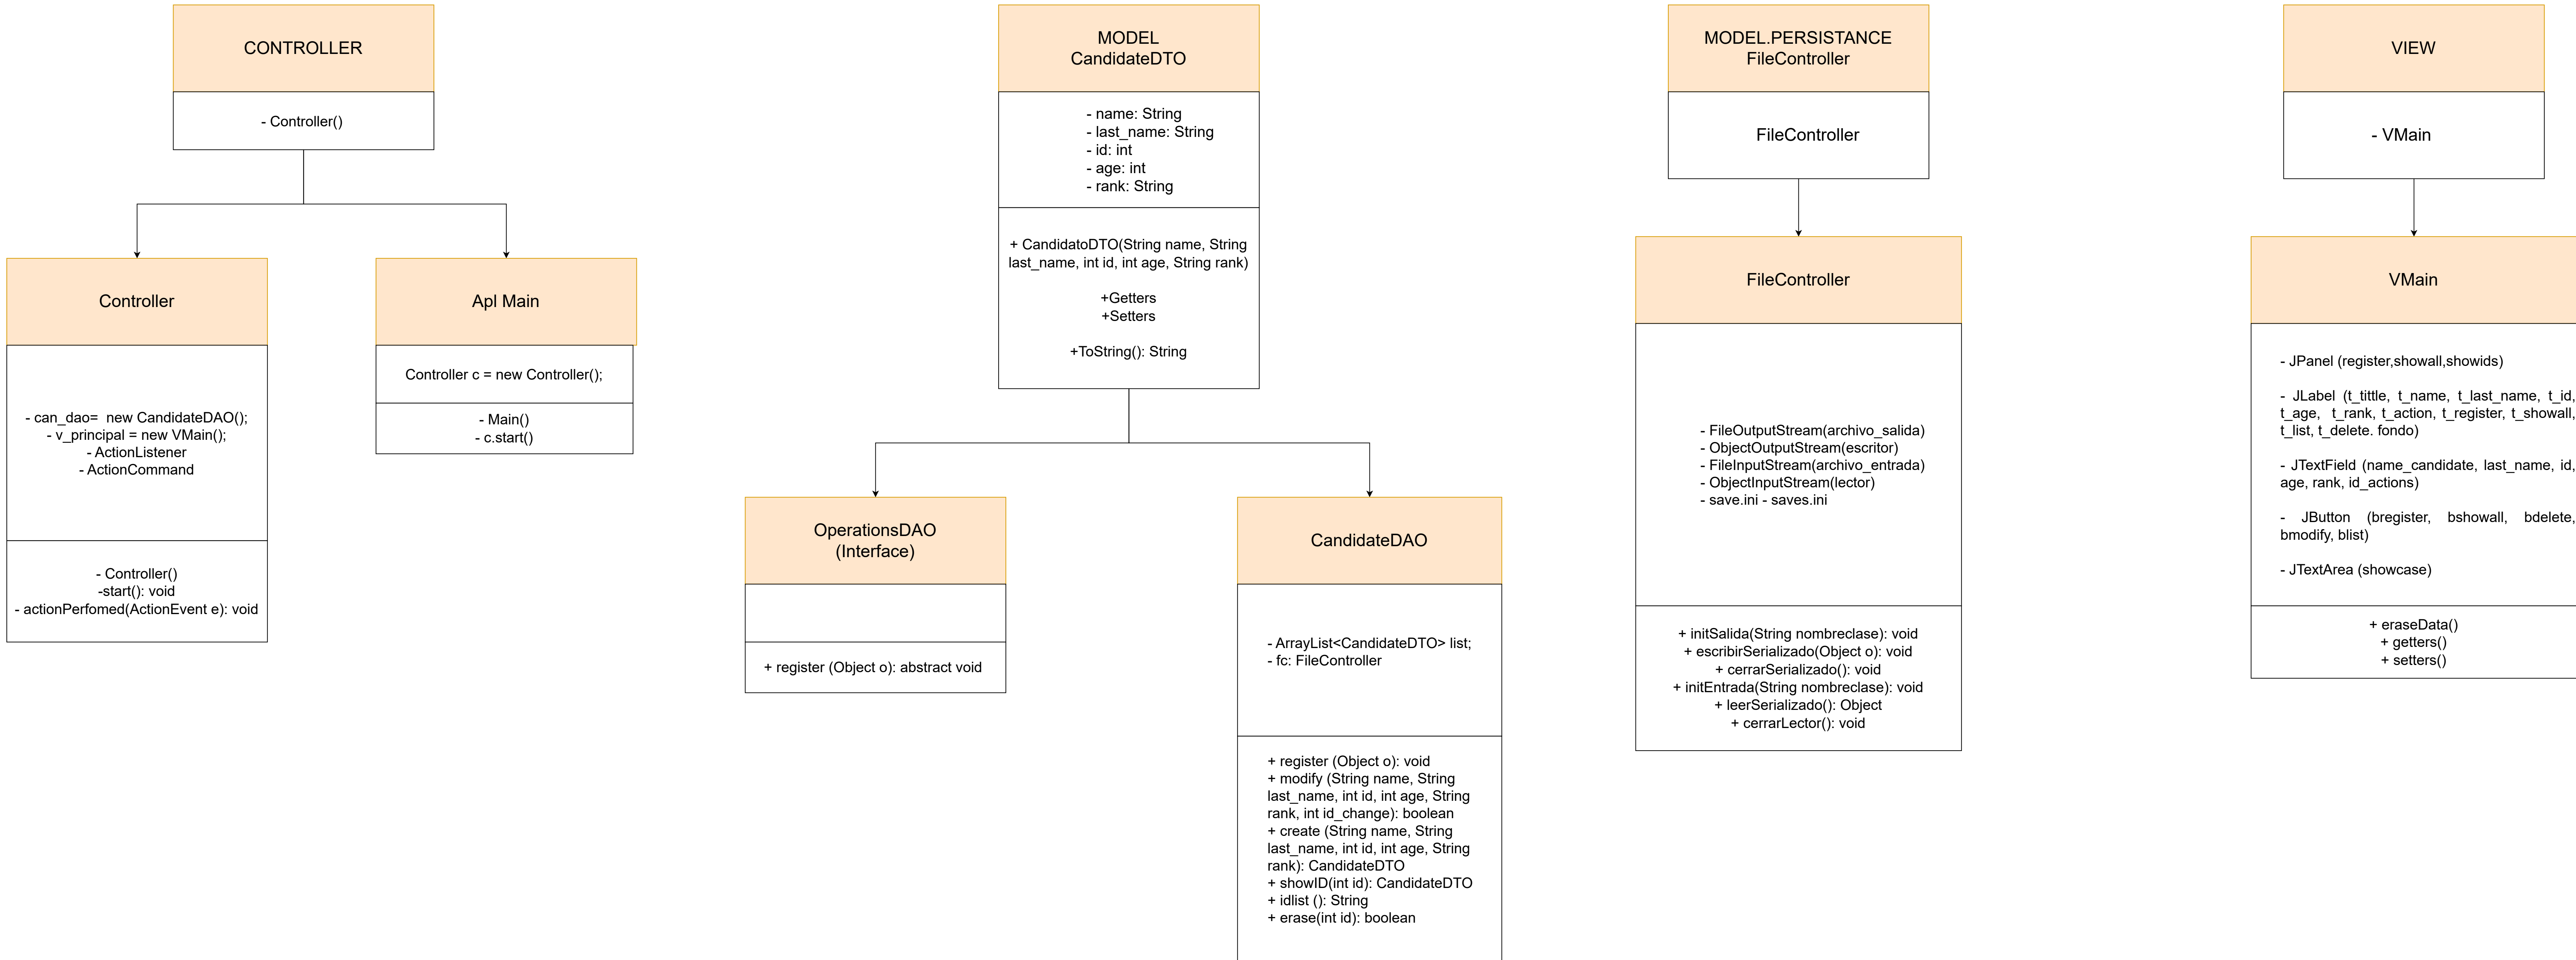 CONTROLLER
- Controller()
Controller
- can_dao=  new CandidateDAO();
- v_principal = new VMain();
- ActionListener
- ActionCommand
- Controller()
-start(): void
- actionPerfomed(ActionEvent e): void
Apl Main
Controller c = new Controller();
- Main()
- c.start()
MODEL
CandidateDTO
- name: String
- last_name: String
- id: int
- age: int
- rank: String
+ CandidatoDTO(String name, String
last_name, int id, int age, String rank)
+Getters
+Setters
+ToString(): String
OperationsDAO
(Interface)
+ register (Object o): abstract void
CandidateDAO
- ArrayList<CandidateDTO> list;
- fc: FileController
+ register (Object o): void
+ modify (String name, String
last_name, int id, int age, String
rank, int id_change): boolean
+ create (String name, String
last_name, int id, int age, String
rank): CandidateDTO
+ showID(int id): CandidateDTO
+ idlist (): String
+ erase(int id): boolean
MODEL.PERSISTANCE
FileController
FileController
FileController
- FileOutputStream(archivo_salida)
- ObjectOutputStream(escritor)
- FileInputStream(archivo_entrada)
- ObjectInputStream(lector)
- save.ini - saves.ini
+ initSalida(String nombreclase): void
+ escribirSerializado(Object o): void
+ cerrarSerializado(): void
+ initEntrada(String nombreclase): void
+ leerSerializado(): Object
+ cerrarLector(): void
VIEW
- VMain
VMain
- JPanel (register,showall,showids)
- JLabel (t_tittle, t_name, t_last_name, t_id,
t_age, t_rank, t_action, t_register, t_showall,
t_list, t_delete. fondo)
- JTextField (name_candidate, last_name, id,
age, rank, id_actions)
- JButton (bregister, bshowall, bdelete,
bmodify, blist)
- JTextArea (showcase)
+ eraseData()
+ getters()
+ setters()